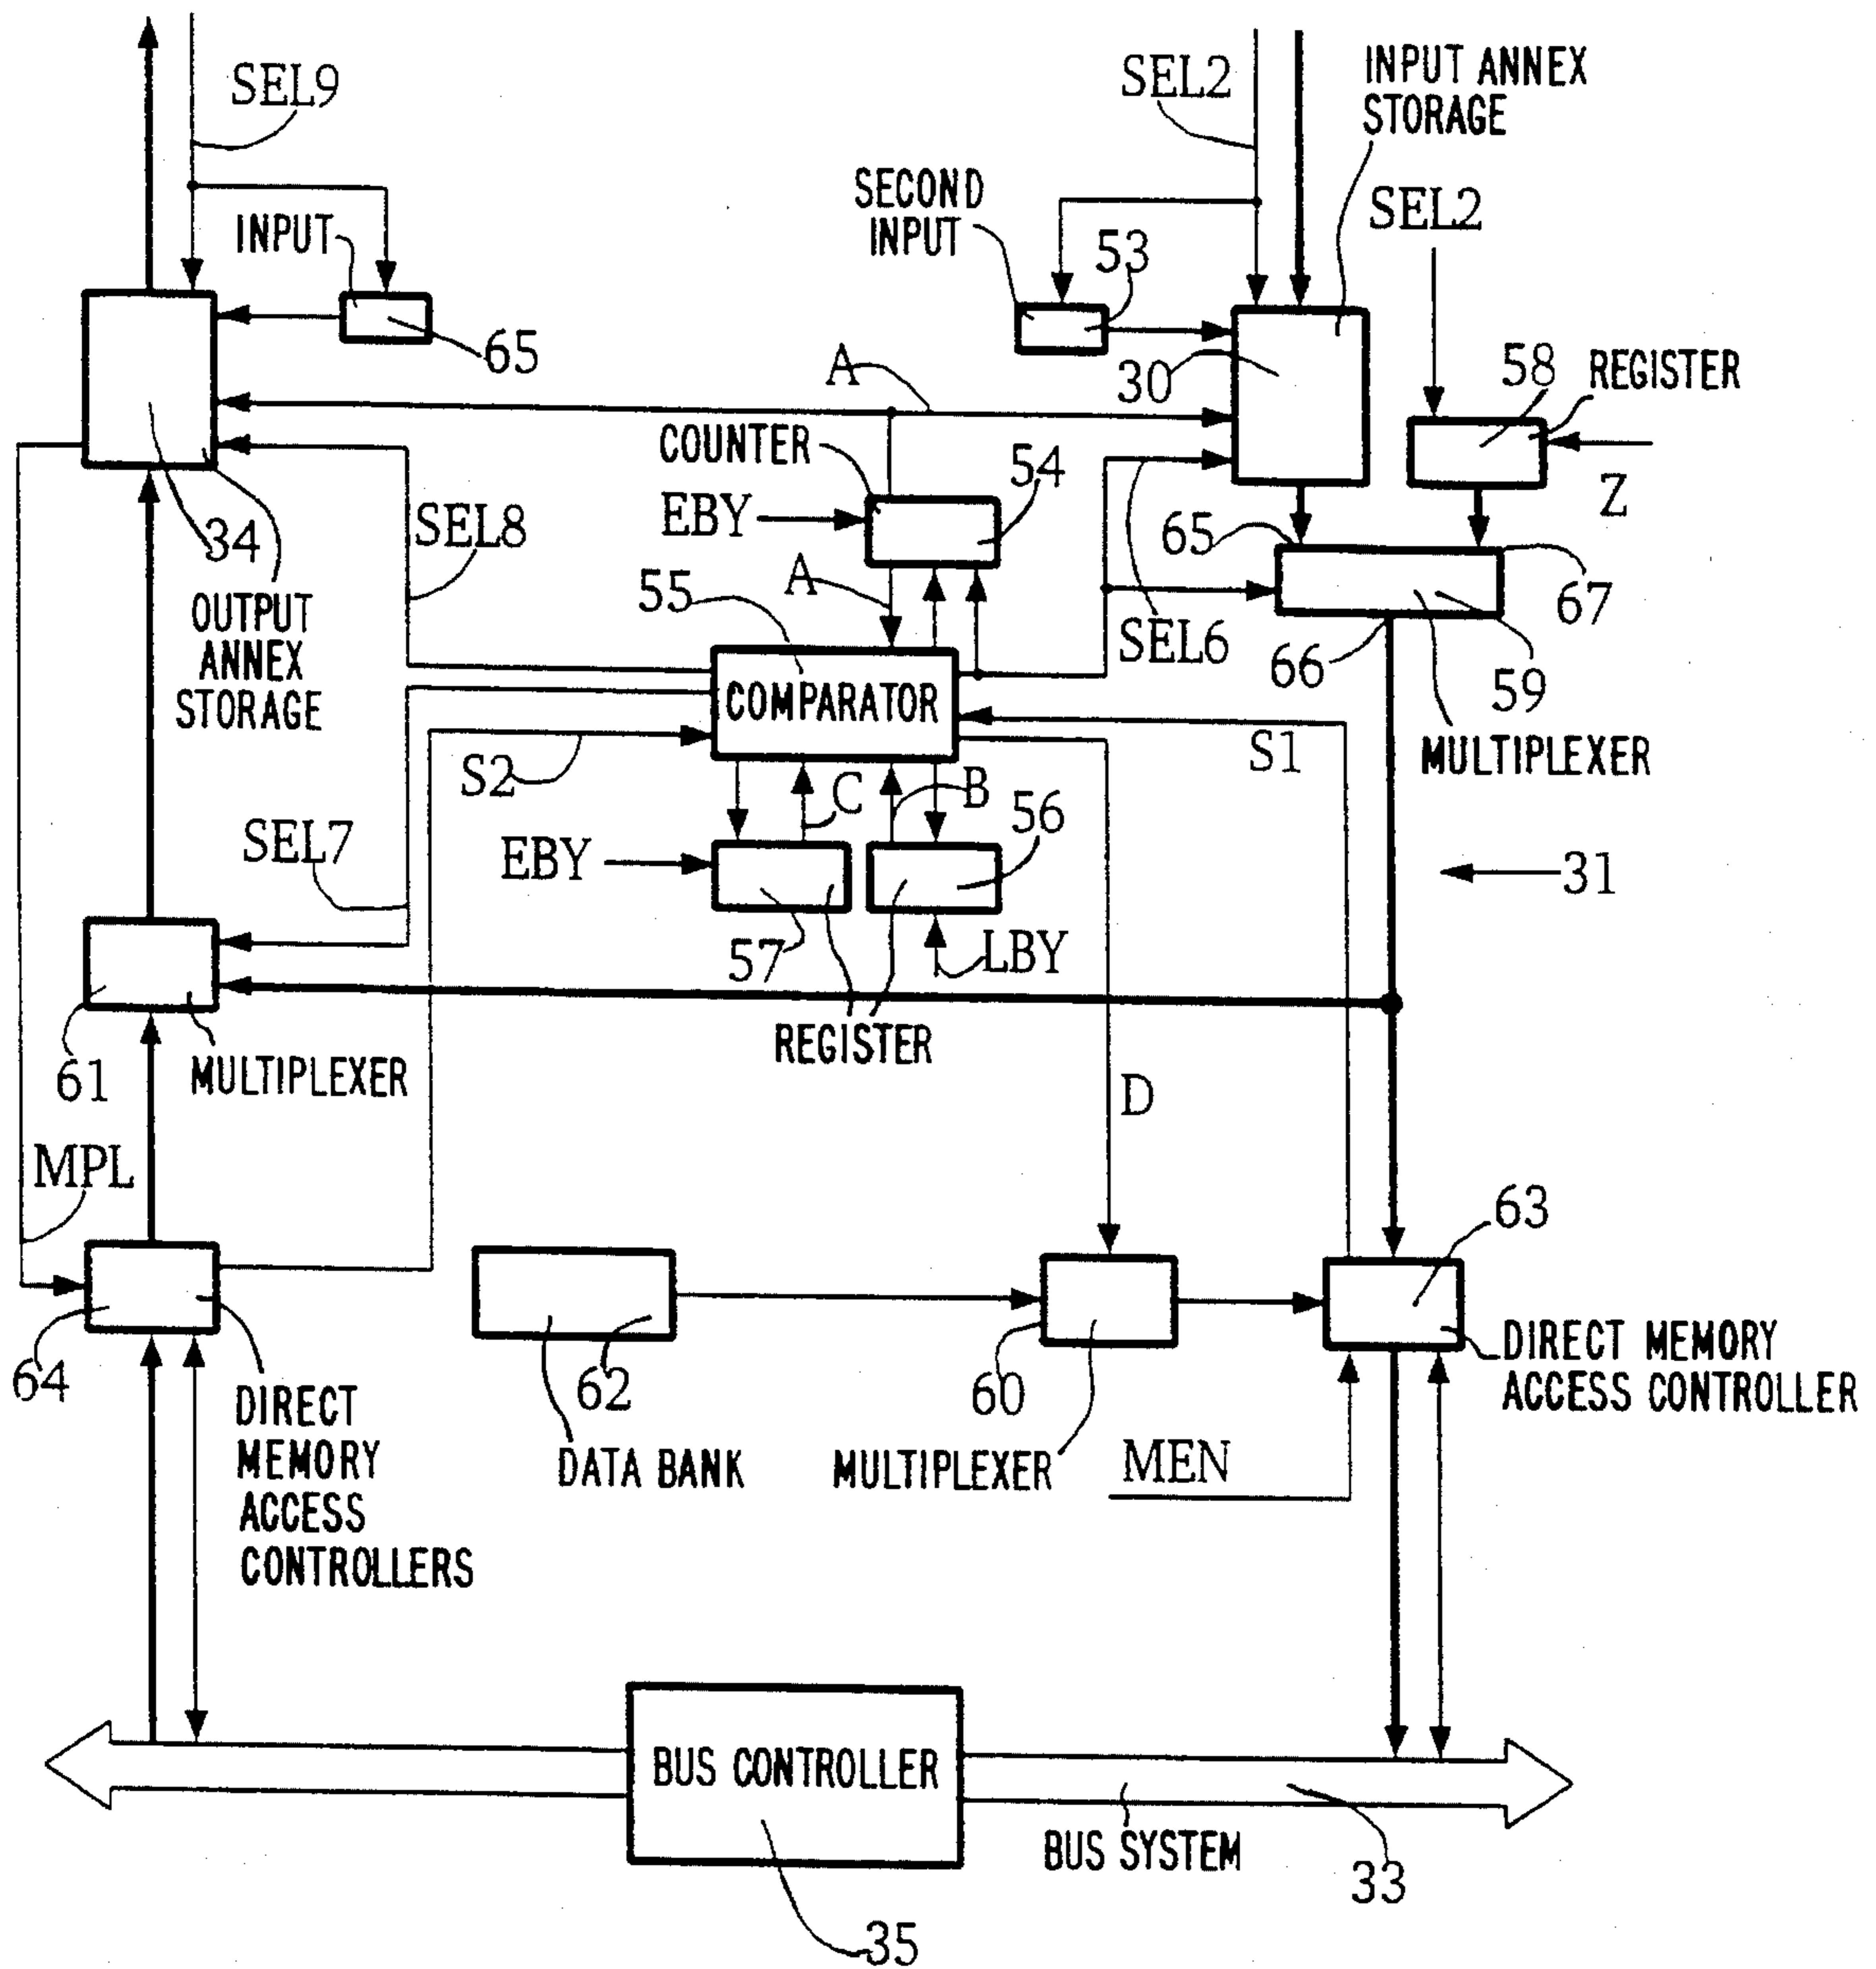 SEL9
SEL2
INPUT ANNEX
STORAGE
SECOND
INPUT
SEL2
INPUT
53
65
A
30
58
REGISTER
COUNTER
54
EBY
Z
34
SEL8
65
A
55
67
OUTPUT
ANNEX
STORAGE
SEL6
66
59
COMPARATOR
S1
MULTIPLEXER
S2
C
B
56
SEL7
EBY
31
57
LBY
REGISTER
61
MULTIPLEXER
D
MPL
63
64
62
60
DIRECT MEMORY
ACCESS CONTROLLER
DIRECT
MEMORY
ACCESS
CONTROLLERS
DATA BANK
MULTIPLEXER
MEN
BUS CONTROLLER
BUS SYSTEM
33
35